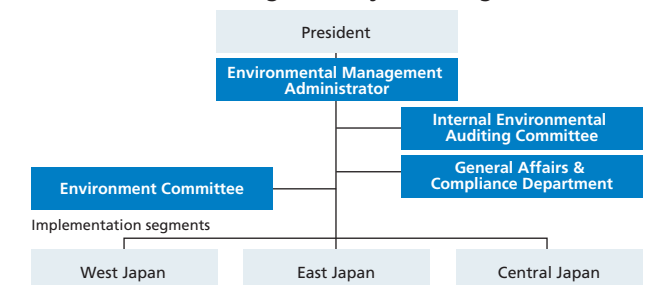 President
Environmental Management
Administrator
Internal Environmental
Auditing Committee
General Affairs &
Compliance Department
Environment Committee
Implementation segments
West Japan
East Japan
Central Japan